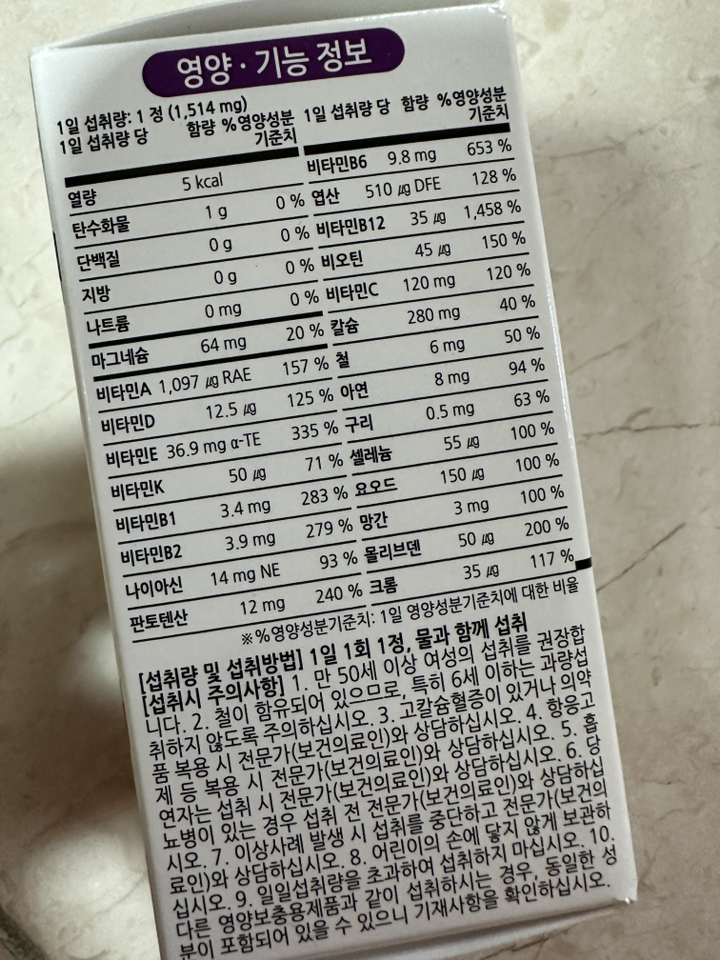 영양·기능 정보
1일 섭취량: 1 정 (1,514 mg)
1일 섭취량 당 함량 %영양성분
기준치
열량 5 kcal
탄수화물 1 g 0 %
단백질 0 g 0 %
지방 0 g 0 %
나트륨 0 mg 0 %
마그네슘 64 mg 20 %
비타민A 1,097 ㎍ RAE 157 %
비타민D 12.5 ㎍ 125 %
비타민E 36.9 mg α-TE 335 %
비타민K 50 ㎍ 71 %
비타민B1 3.4 mg 283 %
비타민B2 3.9 mg 279 %
나이아신 14 mg NE 93 %
판토텐산 12 mg 240 %
1일 섭취량 당 함량 %영양성분
기준치
비타민B6 9.8 mg 653 %
엽산 510 ㎍ DFE 128 %
비타민B12 35 ㎍ 1,458 %
비오틴 45 ㎍ 150 %
비타민C 120 mg 120 %
칼슘 280 mg 40 %
철 6 mg 50 %
아연 8 mg 94 %
구리 0.5 mg 63 %
셀레늄 55 ㎍ 100 %
요오드 150 ㎍ 100 %
망간 3 mg 100 %
몰리브덴 50 ㎍ 200 %
크롬 35 ㎍ 117 %
※%영양성분기준치: 1일 영양성분기준치에 대한 비율
[섭취량 및 섭취방법] 1일 1회 1정, 물과 함께 섭취
[섭취시 주의사항] 1. 만 50세 이상 여성의 섭취를 권장합
니다. 2. 철이 함유되어 있으므로, 특히 6세 이하는 과량섭
취하지 않도록 주의하십시오. 3. 고칼슘혈증이 있거나 의약
품 복용 시 전문가(보건의료인)와 상담하십시오. 4. 항응고
제 등 복용 시 전문가(보건의료인)와 상담하십시오. 5. 흡
연자는 섭취 시 전문가(보건의료인)와 상담하십시오. 6. 당
뇨병이 있는 경우 섭취 전 전문가(보건의료인)와 상담하십
시오. 7. 이상사례 발생 시 섭취를 중단하고 전문가(보건의
료인)와 상담하십시오. 8. 어린이의 손에 닿지 않게 보관하
십시오. 9. 일일섭취량을 초과하여 섭취하지 마십시오. 10.
다른 영양보충용제품과 같이 섭취하시는 경우, 동일한 성
분이 포함되어 있을 수 있으니 기재사항을 확인하십시오.